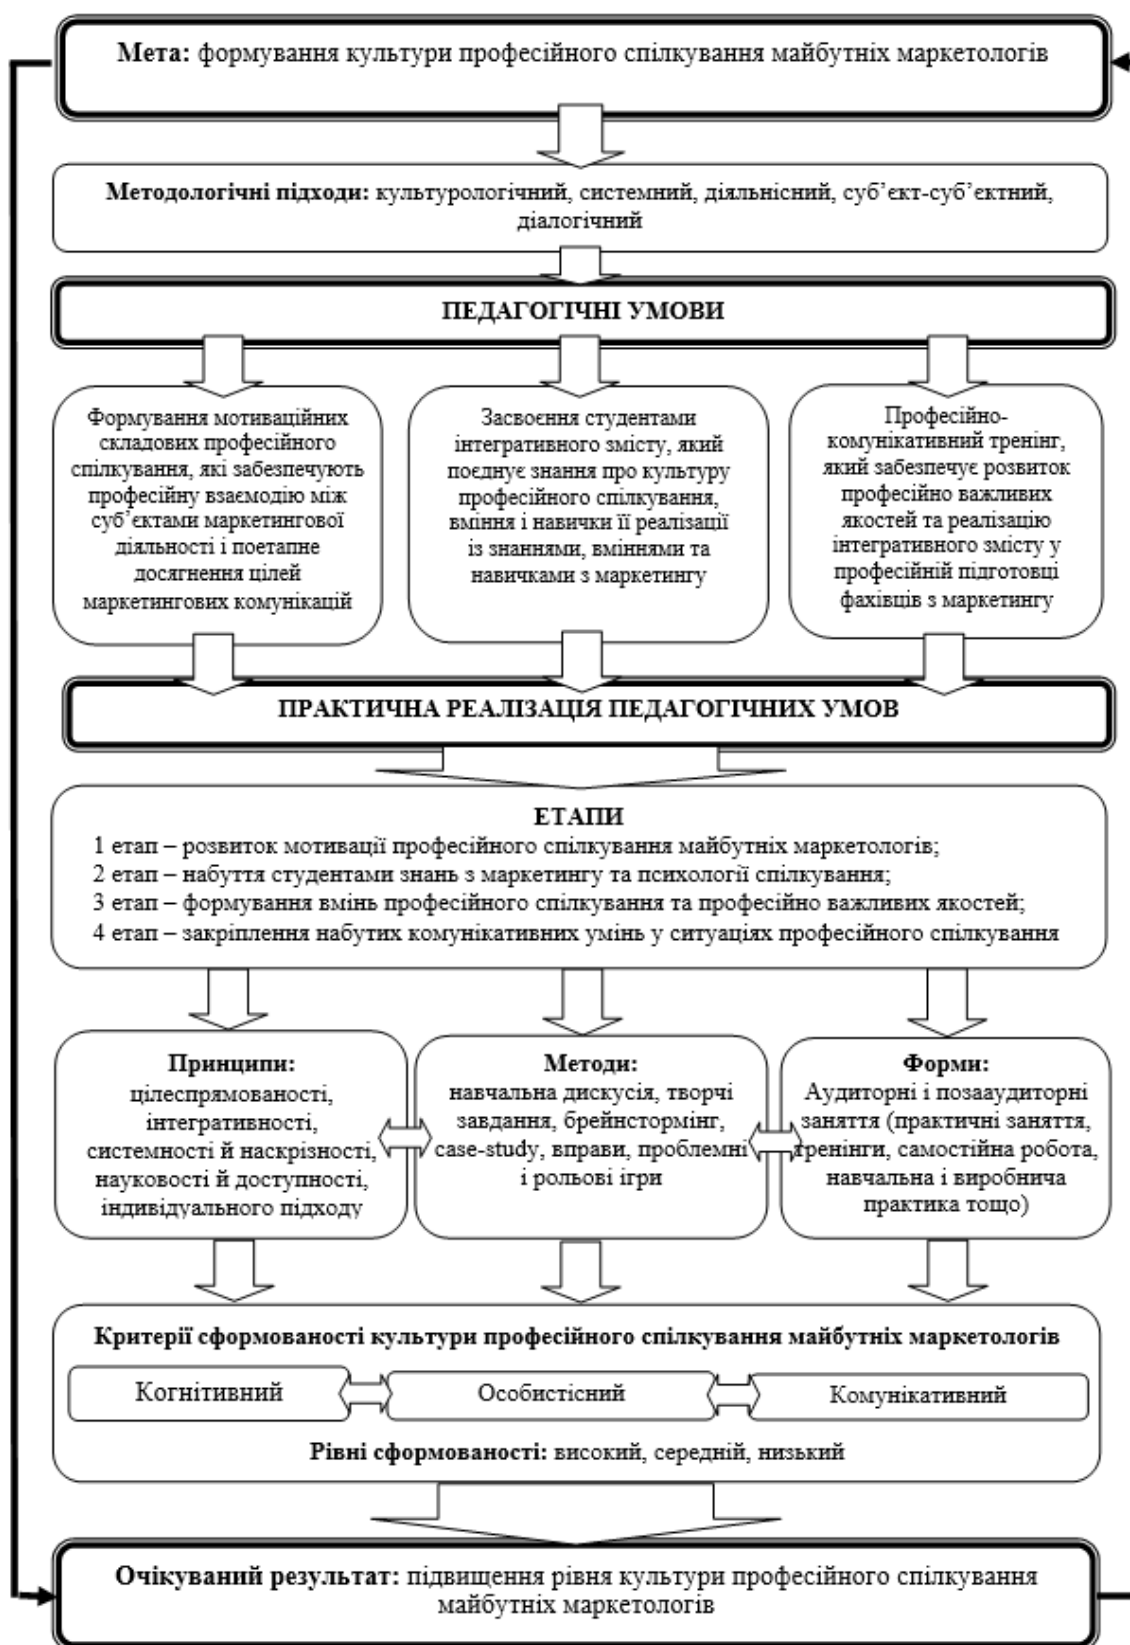 Мета: формування культури професійного спілкування майбутніх маркетологів
Методологічні підходи: культурологічний, системний, діяльнісний, суб’єкт-суб’єктний,
діалогічний
ПЕДАГОГІЧНІ УМОВИ
Формування мотиваційних
складових професійного
спілкування, які забезпечують
професійну взаємодію між
суб’єктами маркетингової
діяльності і поетапне
досягнення цілей
маркетингових комунікацій
Засвоєння студентами
інтегративного змісту, який
поєднує знання про культуру
професійного спілкування,
вміння і навички її реалізації
із знаннями, вміннями та
навичками з маркетингу
Професійно-
комунікативний тренінг,
який забезпечує розвиток
професійно важливих
якостей та реалізацію
інтегративного змісту у
професійній підготовці
фахівців з маркетингу
ПРАКТИЧНА РЕАЛІЗАЦІЯ ПЕДАГОГІЧНИХ УМОВ
ЕТАПИ
1 етап – розвиток мотивації професійного спілкування майбутніх маркетологів;
2 етап – набуття студентами знань з маркетингу та психології спілкування;
3 етап – формування вмінь професійного спілкування та професійно важливих якостей;
4 етап – закріплення набутих комунікативних умінь у ситуаціях професійного спілкування
Принципи:
цілеспрямованості,
інтегративності,
системності й наскрізності,
науковості й доступності,
індивідуального підходу
Методи:
навчальна дискусія, творчі
завдання, брейнстормінг,
case-study, вправи, проблемні
і рольові ігри
Форми:
Аудиторні і позааудиторні
заняття (практичні заняття,
тренінги, самостійна робота,
навчальна і виробнича
практика тощо)
Критерії сформованості культури професійного спілкування майбутніх маркетологів
Когнітивний
Особистісний
Комунікативний
Рівні сформованості: високий, середній, низький
Очікуваний результат: підвищення рівня культури професійного спілкування
майбутніх маркетологів